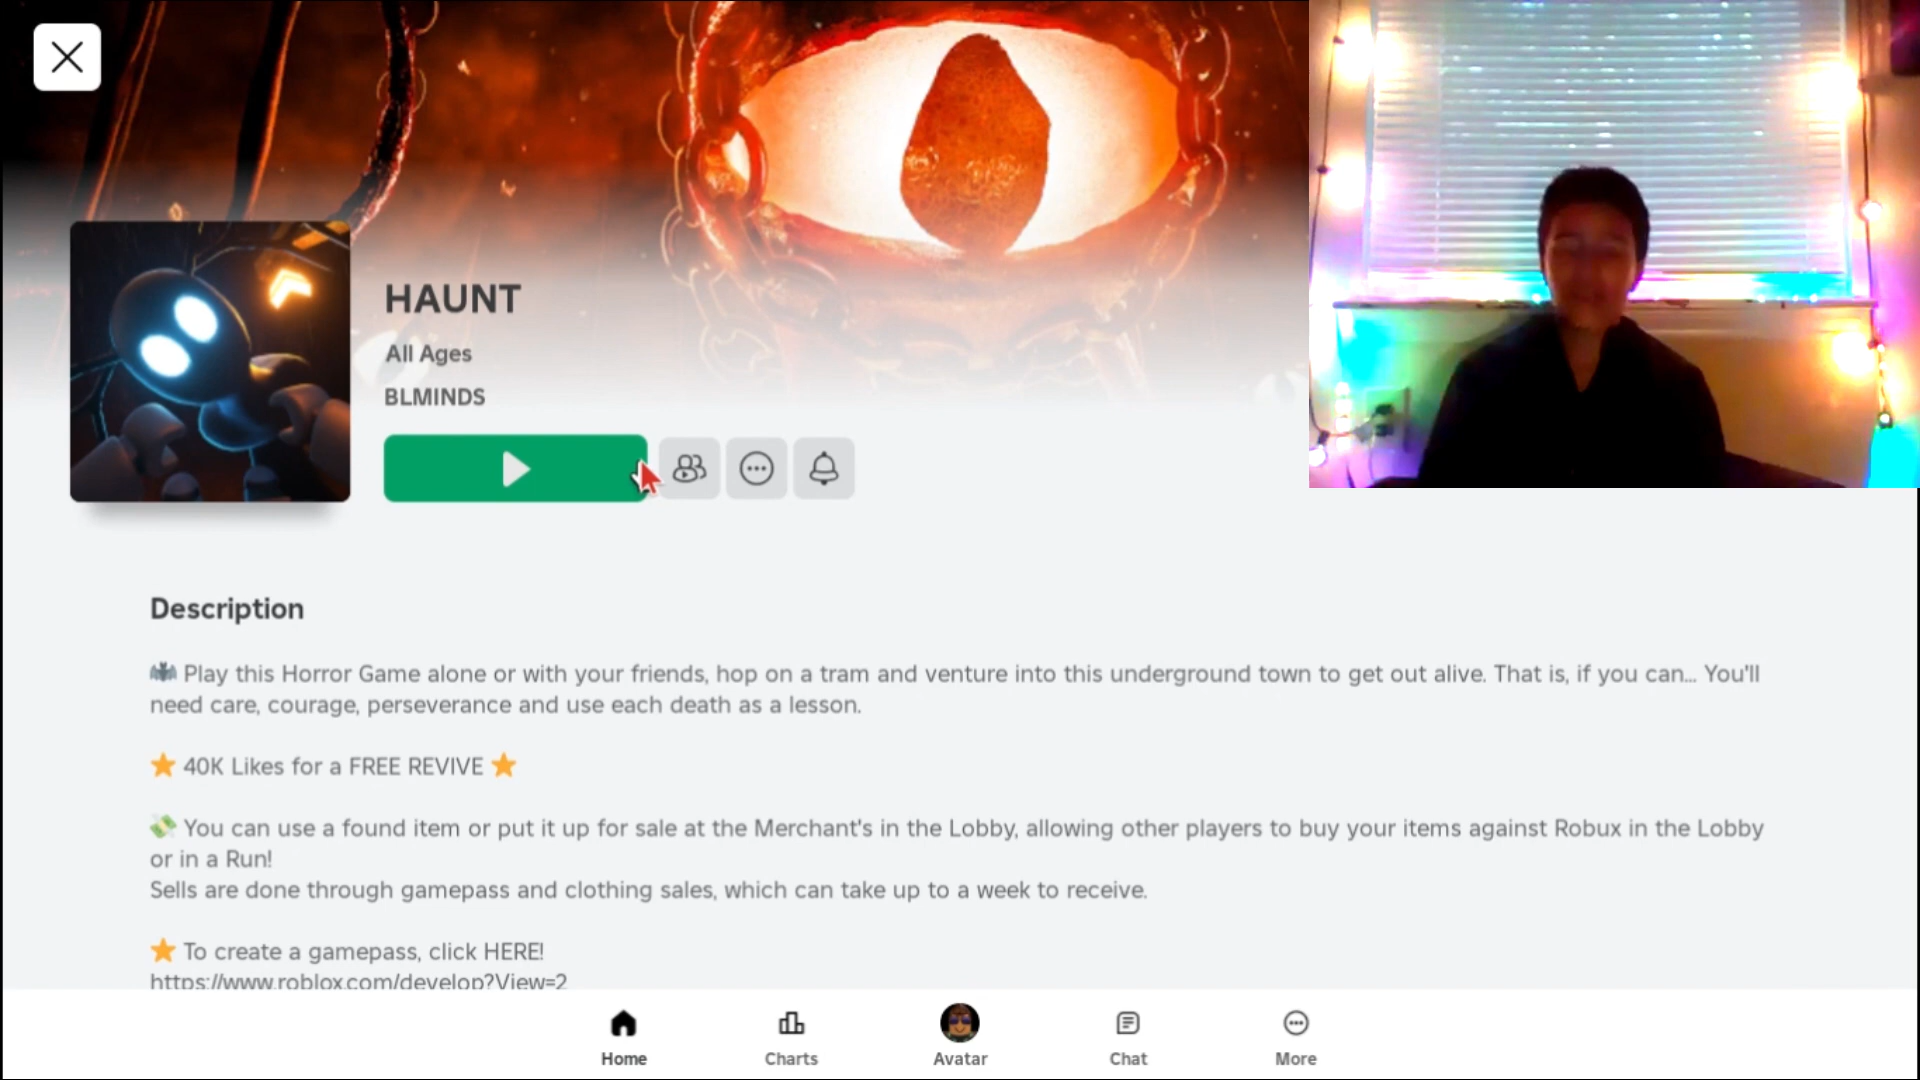 HAUNT
All Ages
BLMINDS
Description
Play this Horror Game alone or with your friends, hop on a tram and venture into this underground town to get out alive. That is, if you can... You'll
need care, courage, perseverance and use each death as a lesson.
40K Likes for a FREE REVIVE
You can use a found item or put it up for sale at the Merchant's in the Lobby, allowing other players to buy your items against Robux in the Lobby
or in a Run!
Sells are done through gamepass and clothing sales, which can take up to a week to receive.
To create a gamepass, click HERE!
https://www.roblox.com/develop?View=2
Home
Charts
Avatar
Chat
More